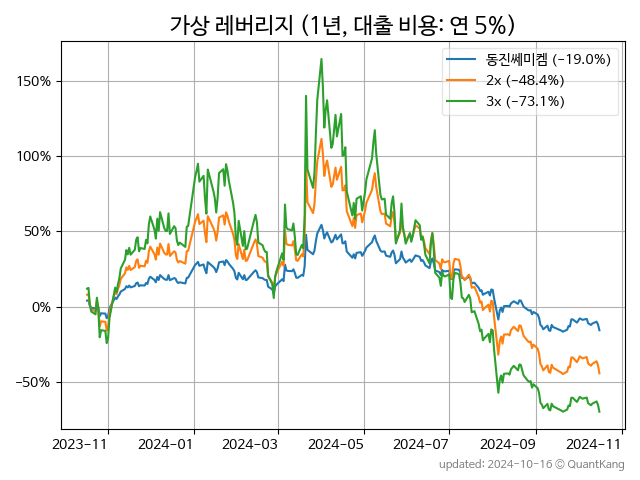 가상 레버리지 (1년, 대출 비용: 연 5%)
동진쎄미켐 (−19.0%)
2x (−48.4%)
3x (−73.1%)
150%
100%
50%
0%
−50%
2023-11 2024-01 2024-03 2024-05 2024-07 2024-09 2024-11
updated: 2024-10-16 © QuantKang